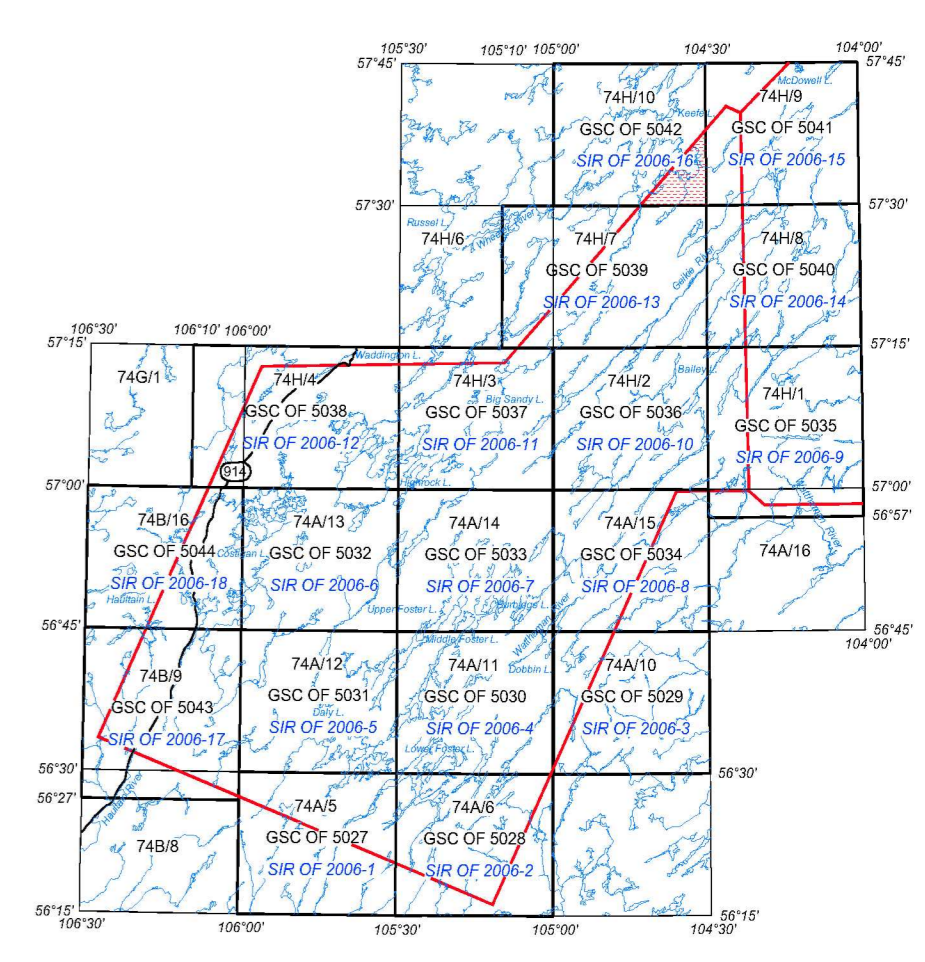 105°30' 105°10' 105°00' 104°30' 104°00'
57°45' 57°45'
McDowell L.
74H/10 74H/9
Keefe L.
GSC OF 5042 GSC OF 5041
SIR OF 2006-16 SIR OF 2006-15
57°30' 57°30'
Russel L.
Wheeler River
74H/6 74H/7 74H/8
Geikie River
GSC OF 5039 GSC OF 5040
SIR OF 2006-13 SIR OF 2006-14
106°30' 106°10' 106°00'
57°15' 57°15'
Waddington L.
74G/1 74H/4 74H/3 74H/2 Bailey L. 74H/1
Big Sandy L.
GSC OF 5038 GSC OF 5037 GSC OF 5036 GSC OF 5035
SIR OF 2006-12 SIR OF 2006-11 SIR OF 2006-10 SIR OF 2006-9
914
Highrock L.
57°00' 57°00'
56°57'
74B/16 74A/13 74A/14 74A/15 74A/16
GSC OF 5044 Costigan L. GSC OF 5032 GSC OF 5033 GSC OF 5034
SIR OF 2006-18 SIR OF 2006-6 SIR OF 2006-7 SIR OF 2006-8
Haultain L. Upper Foster L. Burbidge L.
56°45' 56°45'
104°00'
Middle Foster L.
74B/9 74A/12 74A/11 Dobbin L. 74A/10
GSC OF 5043 GSC OF 5031 GSC OF 5030 GSC OF 5029
Daly L.
SIR OF 2006-17 SIR OF 2006-5 SIR OF 2006-4 SIR OF 2006-3
Lower Foster L.
56°30' 56°30'
56°27'
Haultain River
74A/5 74A/6
74B/8 GSC OF 5027 GSC OF 5028
SIR OF 2006-1 SIR OF 2006-2
56°15' 56°15'
106°30' 106°00' 105°30' 105°00' 104°30'